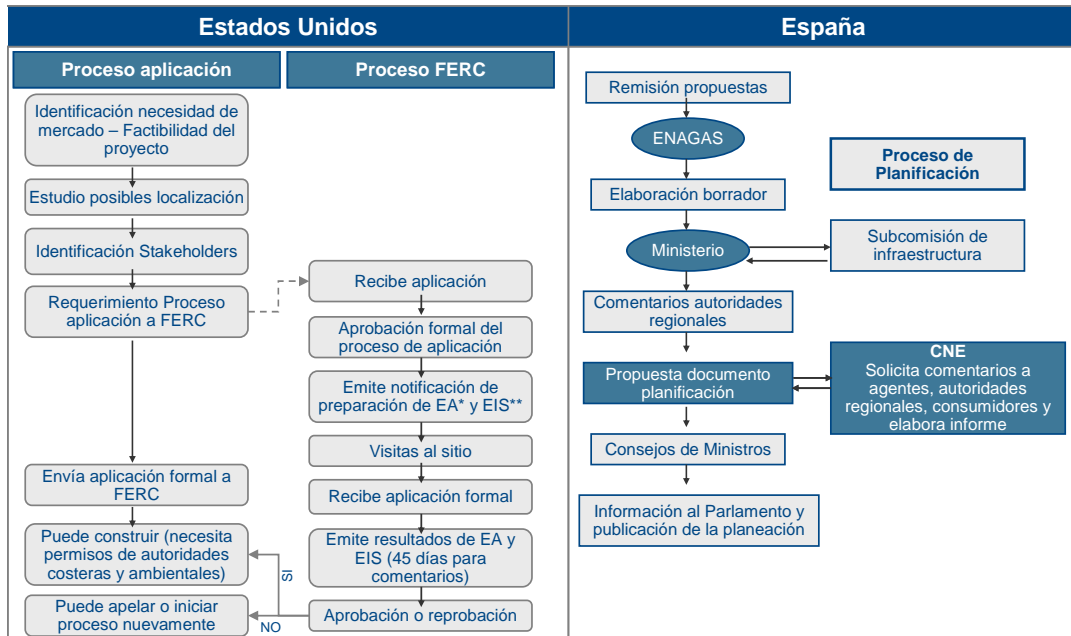 Estados Unidos
España
Proceso aplicación
Proceso FERC
Identificación necesidad de
mercado – Factibilidad del
proyecto
Estudio posibles localización
Identificación Stakeholders
Requerimiento Proceso
aplicación a FERC
Envía aplicación formal a
FERC
Puede construir (necesita
permisos de autoridades
costeras y ambientales)
Puede apelar o iniciar
proceso nuevamente
Recibe aplicación
Aprobación formal del
proceso de aplicación
Emite notificación de
preparación de EA* y EIS**
Visitas al sitio
Recibe aplicación formal
Emite resultados de EA y
EIS (45 días para
comentarios)
Aprobación o reprobación
SI
NO
Remisión propuestas
ENAGAS
Elaboración borrador
Ministerio
Comentarios autoridades
regionales
Propuesta documento
planificación
Consejos de Ministros
Información al Parlamento y
publicación de la planeación
Proceso de
Planificación
Subcomisión de
infraestructura
CNE
Solicita comentarios a
agentes, autoridades
regionales, consumidores y
elabora informe